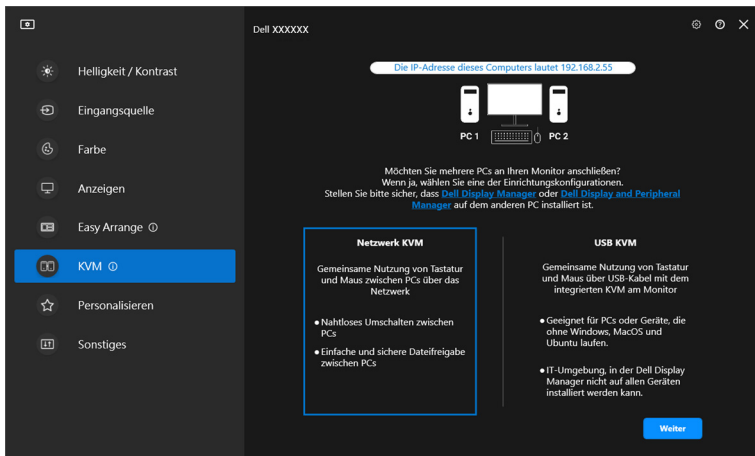 Dell XXXXXX
Helligkeit / Kontrast
Eingangsquelle
Farbe
Anzeigen
Easy Arrange
KVM
Personalisieren
Sonstiges
Die IP-Adresse dieses Computers lautet 192.168.2.55
PC 1
PC 2
Möchten Sie mehrere PCs an Ihren Monitor anschließen?
Wenn ja, wählen Sie eine der Einrichtungskonfigurationen.
Stellen Sie bitte sicher, dass Dell Display Manager oder Dell Display and Peripheral
Manager auf dem anderen PC installiert ist.
Netzwerk KVM
Gemeinsame Nutzung von Tastatur
und Maus zwischen PCs über das
Netzwerk
● Nahtloses Umschalten zwischen
PCs
● Einfache und sichere Dateifreigabe
zwischen PCs
USB KVM
Gemeinsame Nutzung von Tastatur
und Maus über USB-Kabel mit dem
integrierten KVM am Monitor
● Geeignet für PCs oder Geräte, die
ohne Windows, MacOS und
Ubuntu laufen.
● IT-Umgebung, in der Dell Display
Manager nicht auf allen Geräten
installiert werden kann.
Weiter